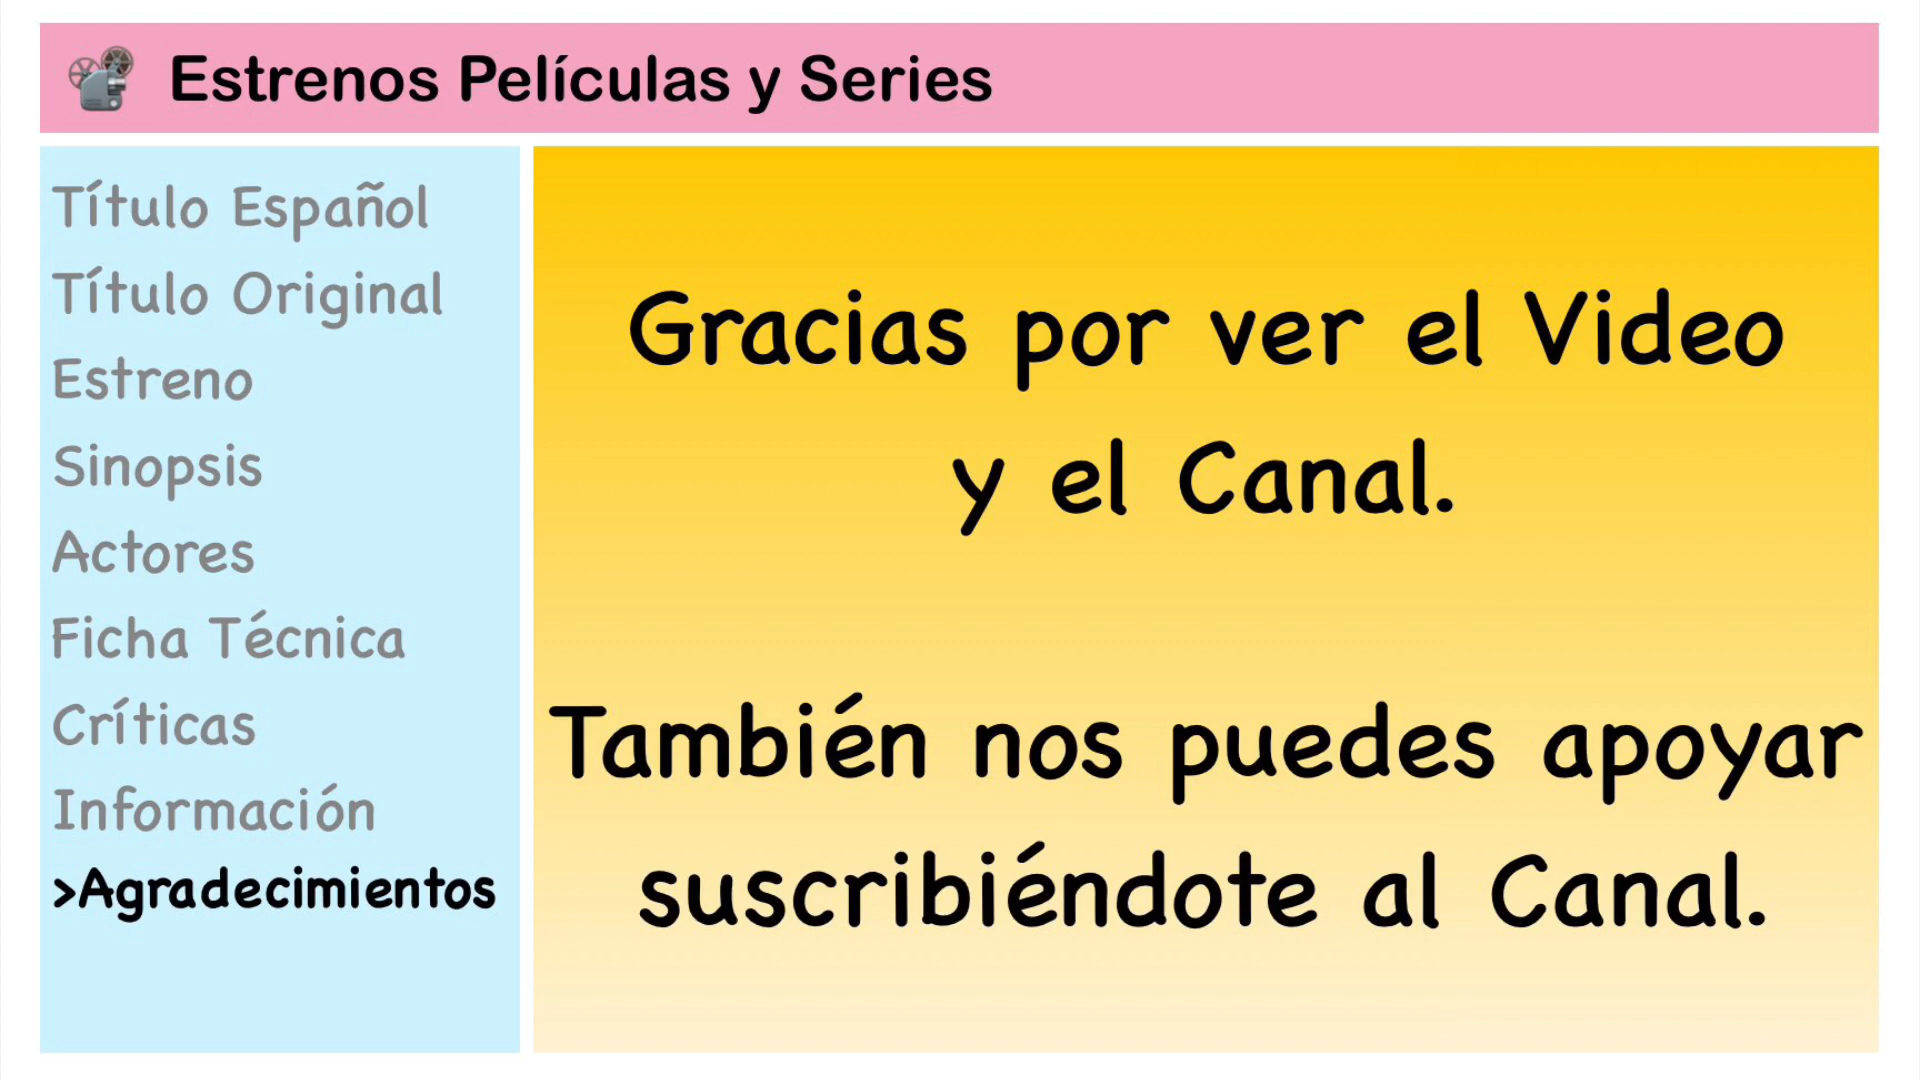 Estrenos Películas y Series
Título Español
Título Original
Estreno
Sinopsis
Actores
Ficha Técnica
Críticas
Información
>Agradecimientos
Gracias por ver el Video
y el Canal.
También nos puedes apoyar
suscribiéndote al Canal.